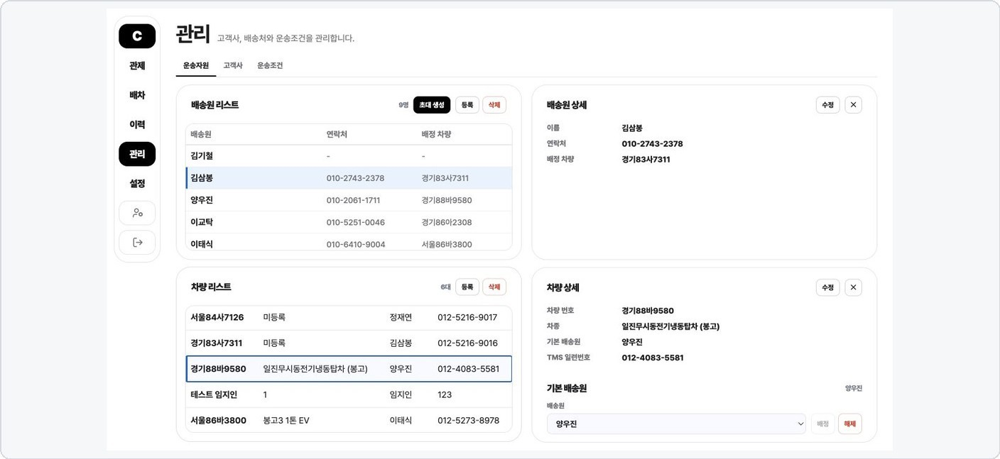 C
관제
배차
이력
관리
설정
관리 고객사, 배송처와 운송조건을 관리합니다.
운송자원 고객사 운송조건
배송원 리스트 9명 초대 생성 등록 삭제
배송원 연락처 배정 차량
김기철 - -
김삼봉 010-2743-2378 경기83사7311
양우진 010-2061-1711 경기88바9580
이교탁 010-5251-0046 경기86아2308
이태식 010-6410-9004 서울86바3800
배송원 상세 수정
이름 김삼봉
연락처 010-2743-2378
배정 차량 경기83사7311
차량 리스트 6대 등록 삭제
서울84사7126 미등록 정재연 012-5216-9017
경기83사7311 미등록 김삼봉 012-5216-9016
경기88바9580 일진무시동전기냉동탑차 (봉고) 양우진 012-4083-5581
테스트 임지인 1 임지인 123
서울86바3800 봉고3 1톤 EV 이태식 012-5273-8978
차량 상세 수정
차량 번호 경기88바9580
차종 일진무시동전기냉동탑차 (봉고)
기본 배송원 양우진
TMS 일련번호 012-4083-5581
기본 배송원 양우진
배송원
양우진 배정 해제